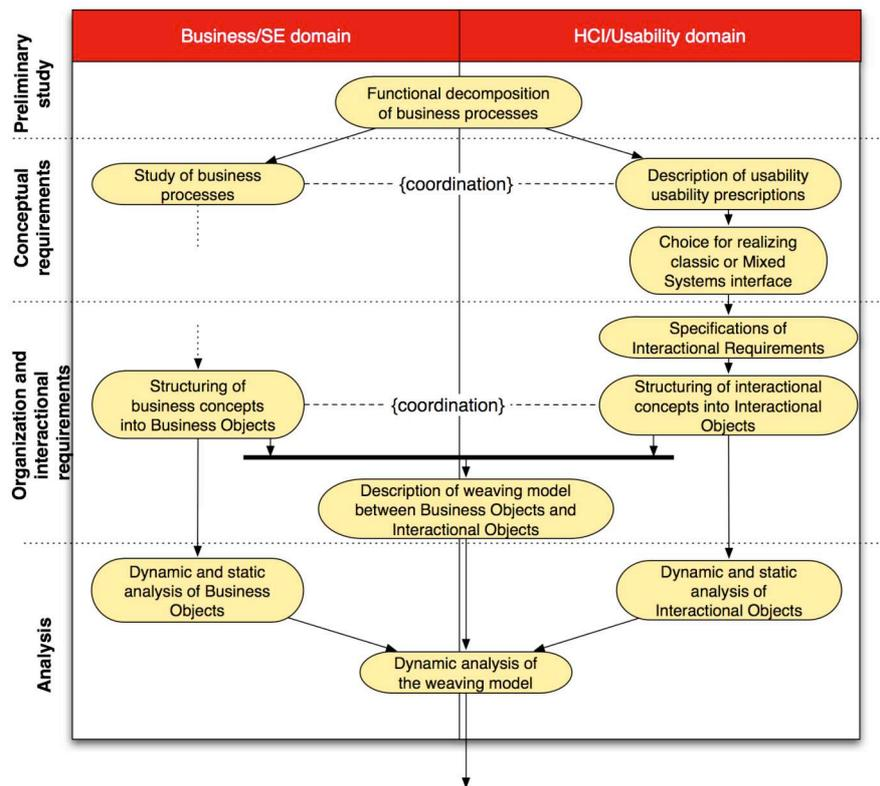 Business/SE domain
HCI/Usability domain
Preliminary
study
Functional decomposition
of business processes
Conceptual
requirements
Study of business
processes
{coordination}
Description of usability
usability prescriptions
Choice for realizing
classic or Mixed
Systems interface
Organization and
interactional
requirements
Specifications of
Interactional Requirements
Structuring of
business concepts
into Business Objects
{coordination}
Structuring of interactional
concepts into Interactional
Objects
Description of weaving model
between Business Objects and
Interactional Objects
Analysis
Dynamic and static
analysis of Business
Objects
Dynamic and static
analysis of
Interactional Objects
Dynamic analysis of
the weaving model